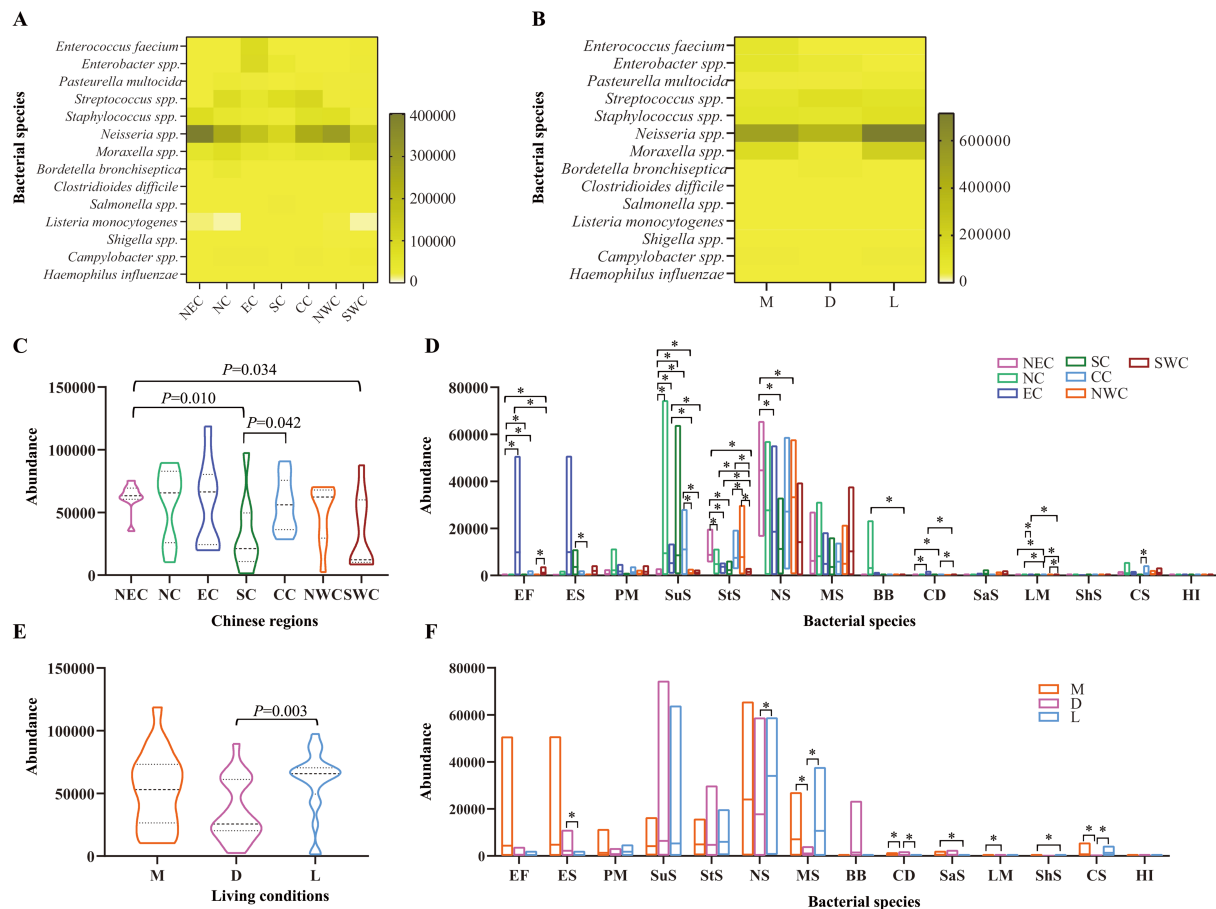 A
Bacterial species
Enterococcus faecium
Enterobacter spp.
Pasteurella multocida
Streptococcus spp.
Staphylococcus spp.
Neisseria spp.
Moraxella spp.
Bordetella bronchiseptica
Clostridioides difficile
Salmonella spp.
Listeria monocytogenes
Shigella spp.
Campylobacter spp.
Haemophilus influenzae
NEC NC EC SC CC NWC SWC
400000
300000
200000
100000
0
B
Bacterial species
Enterococcus faecium
Enterobacter spp.
Pasteurella multocida
Streptococcus spp.
Staphylococcus spp.
Neisseria spp.
Moraxella spp.
Bordetella bronchiseptica
Clostridioides difficile
Salmonella spp.
Listeria monocytogenes
Shigella spp.
Campylobacter spp.
Haemophilus influenzae
M D L
600000
400000
200000
0
C
Abundance
150000
100000
50000
0
P=0.034
P=0.010
P=0.042
NEC NC EC SC CC NWC SWC
Chinese regions
D
Abundance
80000
60000
40000
20000
0
NEC SC SWC
NC CC
EC NWC
EF ES PM SuS StS NS MS BB CD SaS LM ShS CS HI
Bacterial species
E
Abundance
150000
100000
50000
0
P=0.003
M D L
Living conditions
F
Abundance
80000
60000
40000
20000
0
M
D
L
EF ES PM SuS StS NS MS BB CD SaS LM ShS CS HI
Bacterial species